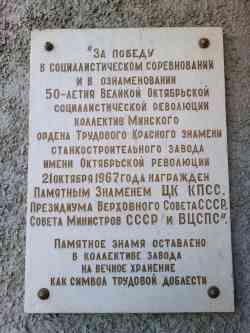 "За победу
в социалистическом соревновании
и в ознаменовании
50-летия Великой Октябрьской
социалистической революции
коллектив Минского
ордена Трудового Красного Знамени
станкостроительного завода
имени Октябрьской революции
21 октября 1967 года награжден
Памятным Знаменем ЦК КПСС,
Президиума Верховного Совета СССР,
Совета Министров СССР и ВЦСПС".
Памятное знамя оставлено
в коллективе завода
на вечное хранение
как символ трудовой доблести